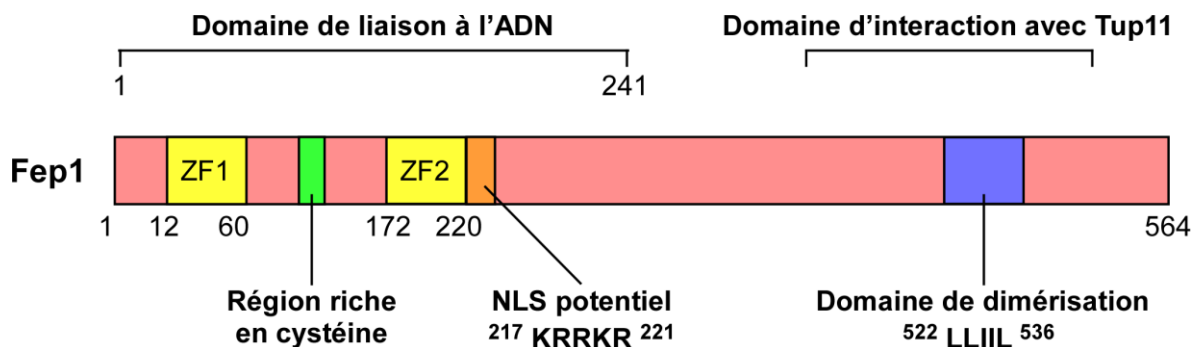 Domaine de liaison à l’ADN
Domaine d’interaction avec Tup11
1
241
Fep1
ZF1
ZF2
1
12
60
172
220
564
Région riche
en cystéine
NLS potentiel
217 KRRKR 221
Domaine de dimérisation
522 LLIIL 536